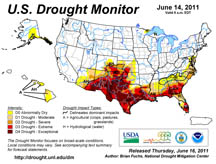 U.S. Drought Monitor
June 14, 2011
Valid 8 a.m. EDT
Intensity:
D0 Abnormally Dry
D1 Drought - Moderate
D2 Drought - Severe
D3 Drought - Extreme
D4 Drought - Exceptional
Drought Impact Types:
Delineates dominant impacts
A = Agricultural (crops, pastures,
grasslands)
H = Hydrological (water)
The Drought Monitor focuses on broad-scale conditions.
Local conditions may vary. See accompanying text summary
for forecast statements.
http://drought.unl.edu/dm
USDA
Released Thursday, June 16, 2011
Author: Brian Fuchs, National Drought Mitigation Center